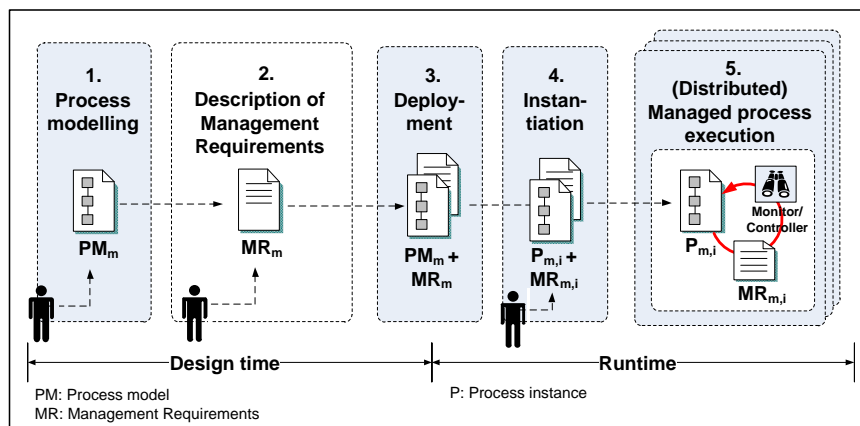 1.
Process
modelling
PMm
2.
Description of
Management
Requirements
MRm
3.
Deploy-
ment
PMm +
MRm
4.
Instan-
tiation
Pm,i +
MRm,i
5.
(Distributed)
Managed process
execution
Pm,i
Monitor/
Controller
MRm,i
Design time
Runtime
PM: Process model
MR: Management Requirements
P: Process instance